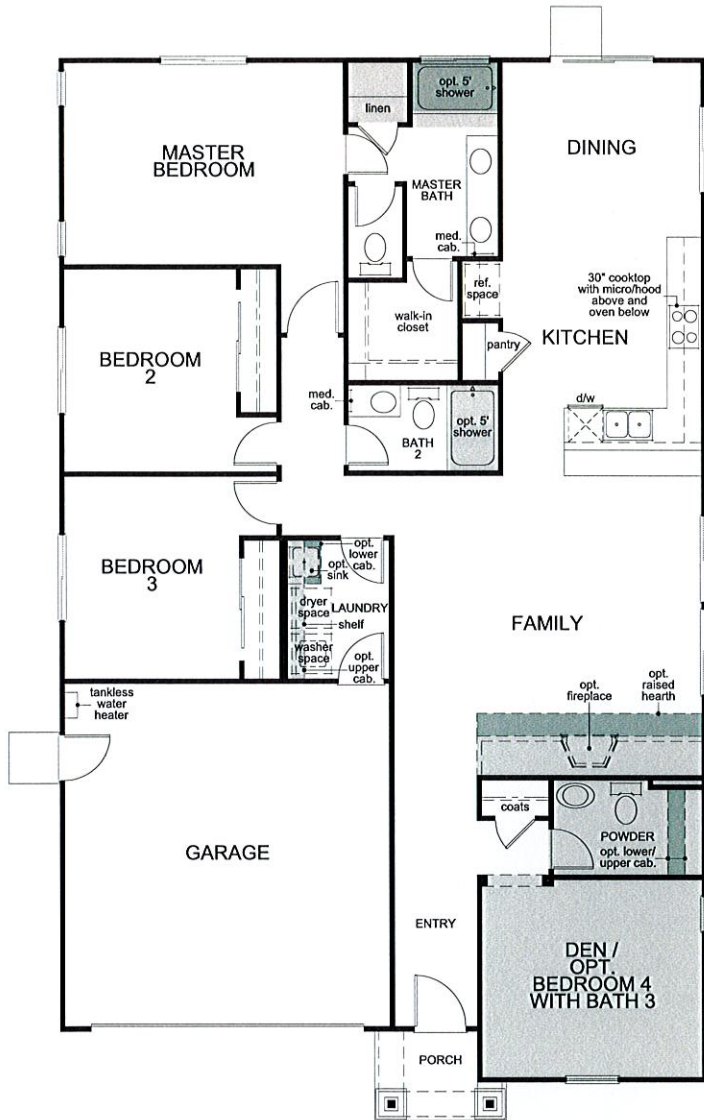 opt. 5'
shower
linen
MASTER
BEDROOM
DINING
MASTER
BATH
med.
cab.
ref.
space
30" cooktop
with micro/hood
above and
oven below
walk-in
closet
KITCHEN
pantry
BEDROOM
2
med.
cab.
d/w
opt. 5'
shower
BATH
2
BEDROOM
3
opt.
lower
cab.
opt.
sink
dryer
space
LAUNDRY
shelf
washer
space
opt.
upper
cab.
FAMILY
tankless
water
heater
opt.
fireplace
opt.
raised
hearth
coats
POWDER
opt. lower/
upper cab.
GARAGE
ENTRY
DEN /
OPT.
BEDROOM 4
WITH BATH 3
PORCH